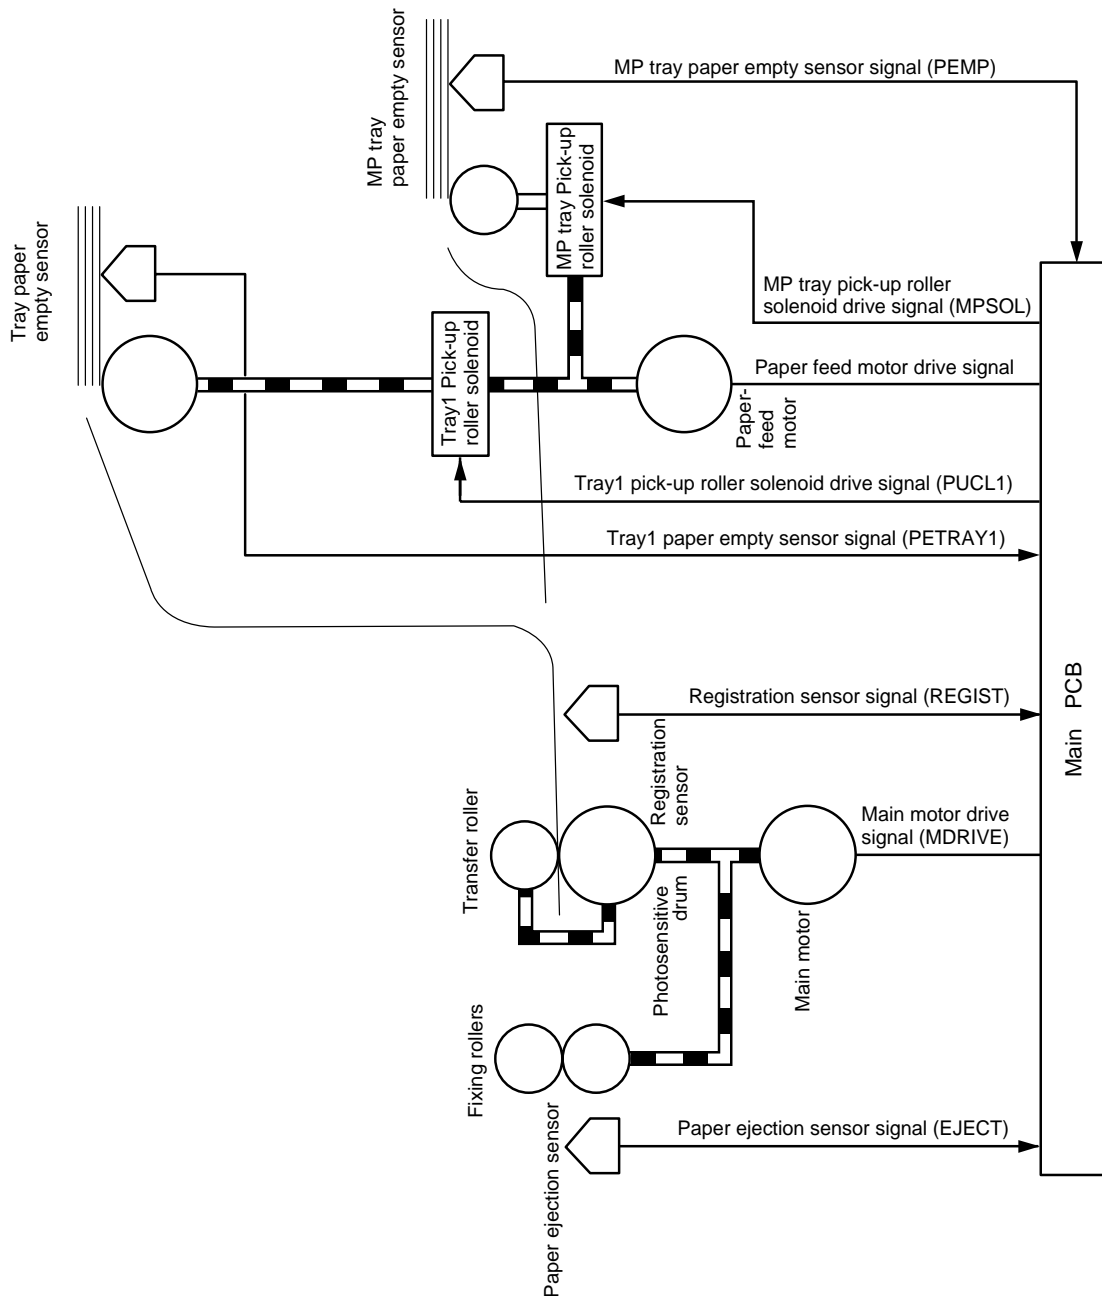 Tray paper
empty sensor
MP tray
paper empty sensor
MP tray paper empty sensor signal (PEMP)
MP tray Pick-up
roller solenoid
MP tray pick-up roller
solenoid drive signal (MPSOL)
Tray1 Pick-up
roller solenoid
Paper feed motor drive signal
Paper-
feed
motor
Tray1 pick-up roller solenoid drive signal (PUCL1)
Tray1 paper empty sensor signal (PETRAY1)
Main PCB
Registration sensor signal (REGIST)
Registration
sensor
Transfer roller
Main motor drive
signal (MDRIVE)
Photosensitive
drum
Main motor
Fixing rollers
Paper ejection sensor
Paper ejection sensor signal (EJECT)